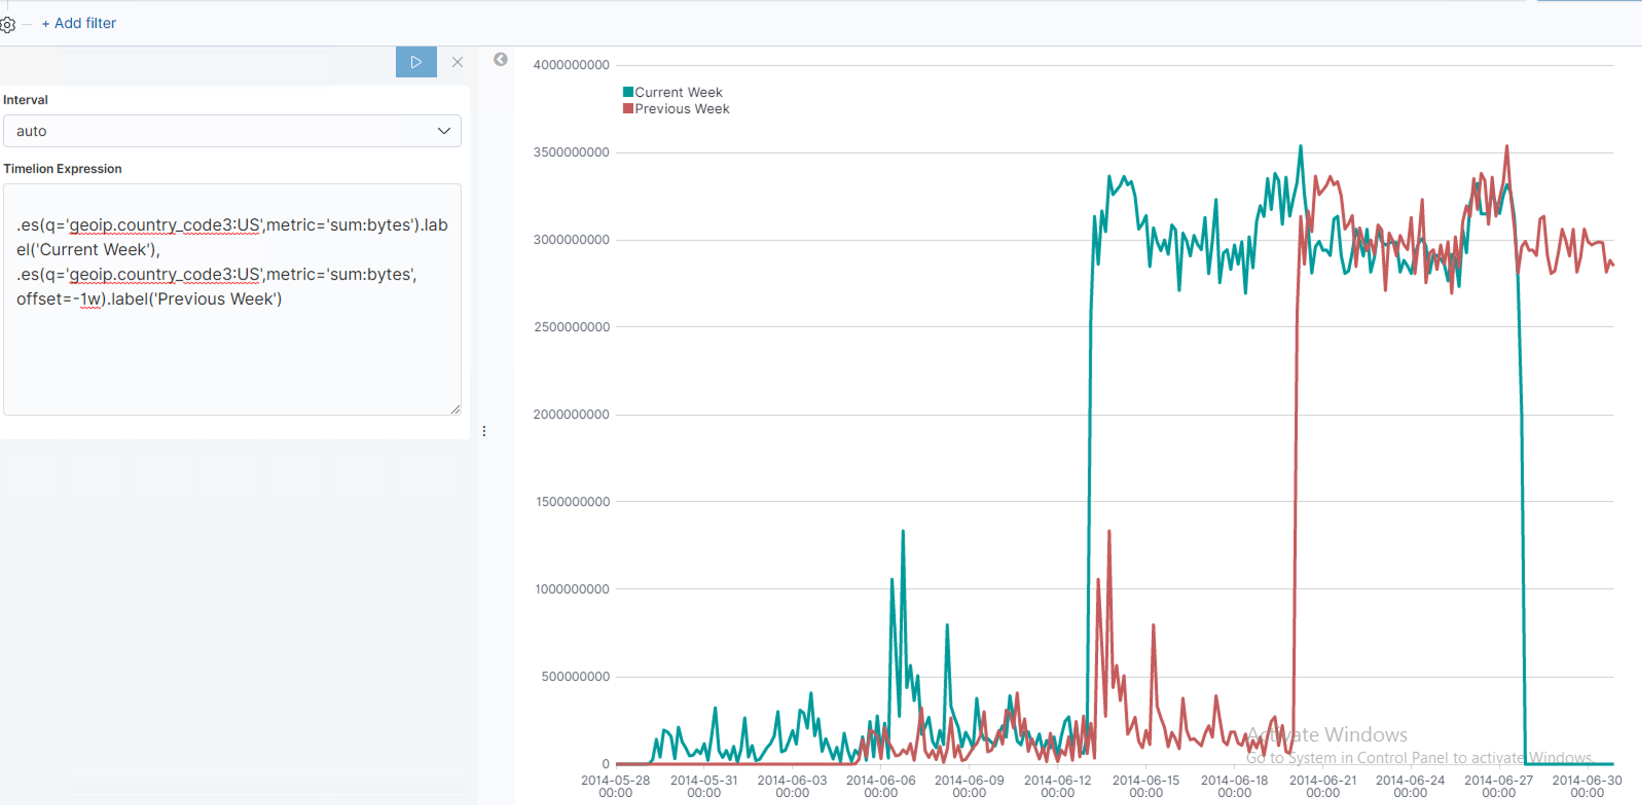 + Add filter
Interval
auto
Timelion Expression
.es(q='geoip.country_code3:US',metric='sum:bytes').lab
el('Current Week'),
.es(q='geoip.country_code3:US',metric='sum:bytes',
offset=-1w).label('Previous Week')
4000000000
Current Week
Previous Week
3500000000
3000000000
2500000000
2000000000
1500000000
1000000000
500000000
0
Activate Windows
Go to System in Control Panel to activate Windows.
2014-05-28 2014-05-31 2014-06-03 2014-06-06 2014-06-09 2014-06-12 2014-06-15 2014-06-18 2014-06-21 2014-06-24 2014-06-27 2014-06-30
00:00 00:00 00:00 00:00 00:00 00:00 00:00 00:00 00:00 00:00 00:00 00:00